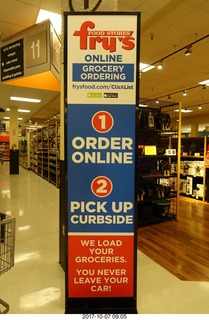 11
FOOD STORES
fry's
ONLINE
GROCERY
ORDERING
frysfood.com/ClickList
1
ORDER
ONLINE
2
PICK UP
CURBSIDE
WE LOAD
YOUR
GROCERIES.
YOU NEVER
LEAVE YOUR
CAR!
2017-10-07 09:05